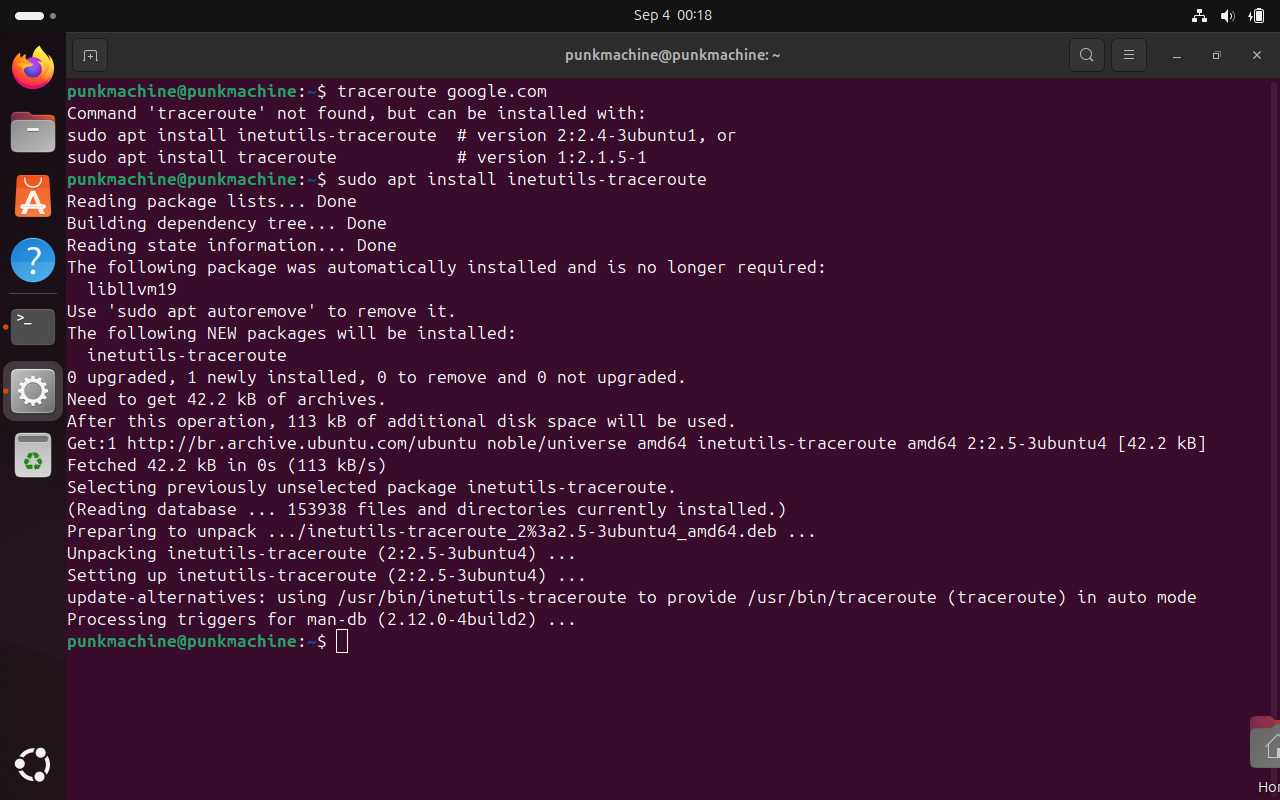 Sep 4 00:18
punkmachine@punkmachine: ~
punkmachine@punkmachine:~$ traceroute google.com
Command 'traceroute' not found, but can be installed with:
sudo apt install inetutils-traceroute  # version 2:2.4-3ubuntu1, or
sudo apt install traceroute            # version 1:2.1.5-1
punkmachine@punkmachine:~$ sudo apt install inetutils-traceroute
Reading package lists... Done
Building dependency tree... Done
Reading state information... Done
The following package was automatically installed and is no longer required:
  libllvm19
Use 'sudo apt autoremove' to remove it.
The following NEW packages will be installed:
  inetutils-traceroute
0 upgraded, 1 newly installed, 0 to remove and 0 not upgraded.
Need to get 42.2 kB of archives.
After this operation, 113 kB of additional disk space will be used.
Get:1 http://br.archive.ubuntu.com/ubuntu noble/universe amd64 inetutils-traceroute amd64 2:2.5-3ubuntu4 [42.2 kB]
Fetched 42.2 kB in 0s (113 kB/s)
Selecting previously unselected package inetutils-traceroute.
(Reading database ... 153938 files and directories currently installed.)
Preparing to unpack .../inetutils-traceroute_2%3a2.5-3ubuntu4_amd64.deb ...
Unpacking inetutils-traceroute (2:2.5-3ubuntu4) ...
Setting up inetutils-traceroute (2:2.5-3ubuntu4) ...
update-alternatives: using /usr/bin/inetutils-traceroute to provide /usr/bin/traceroute (traceroute) in auto mode
Processing triggers for man-db (2.12.0-4build2) ...
punkmachine@punkmachine:~$